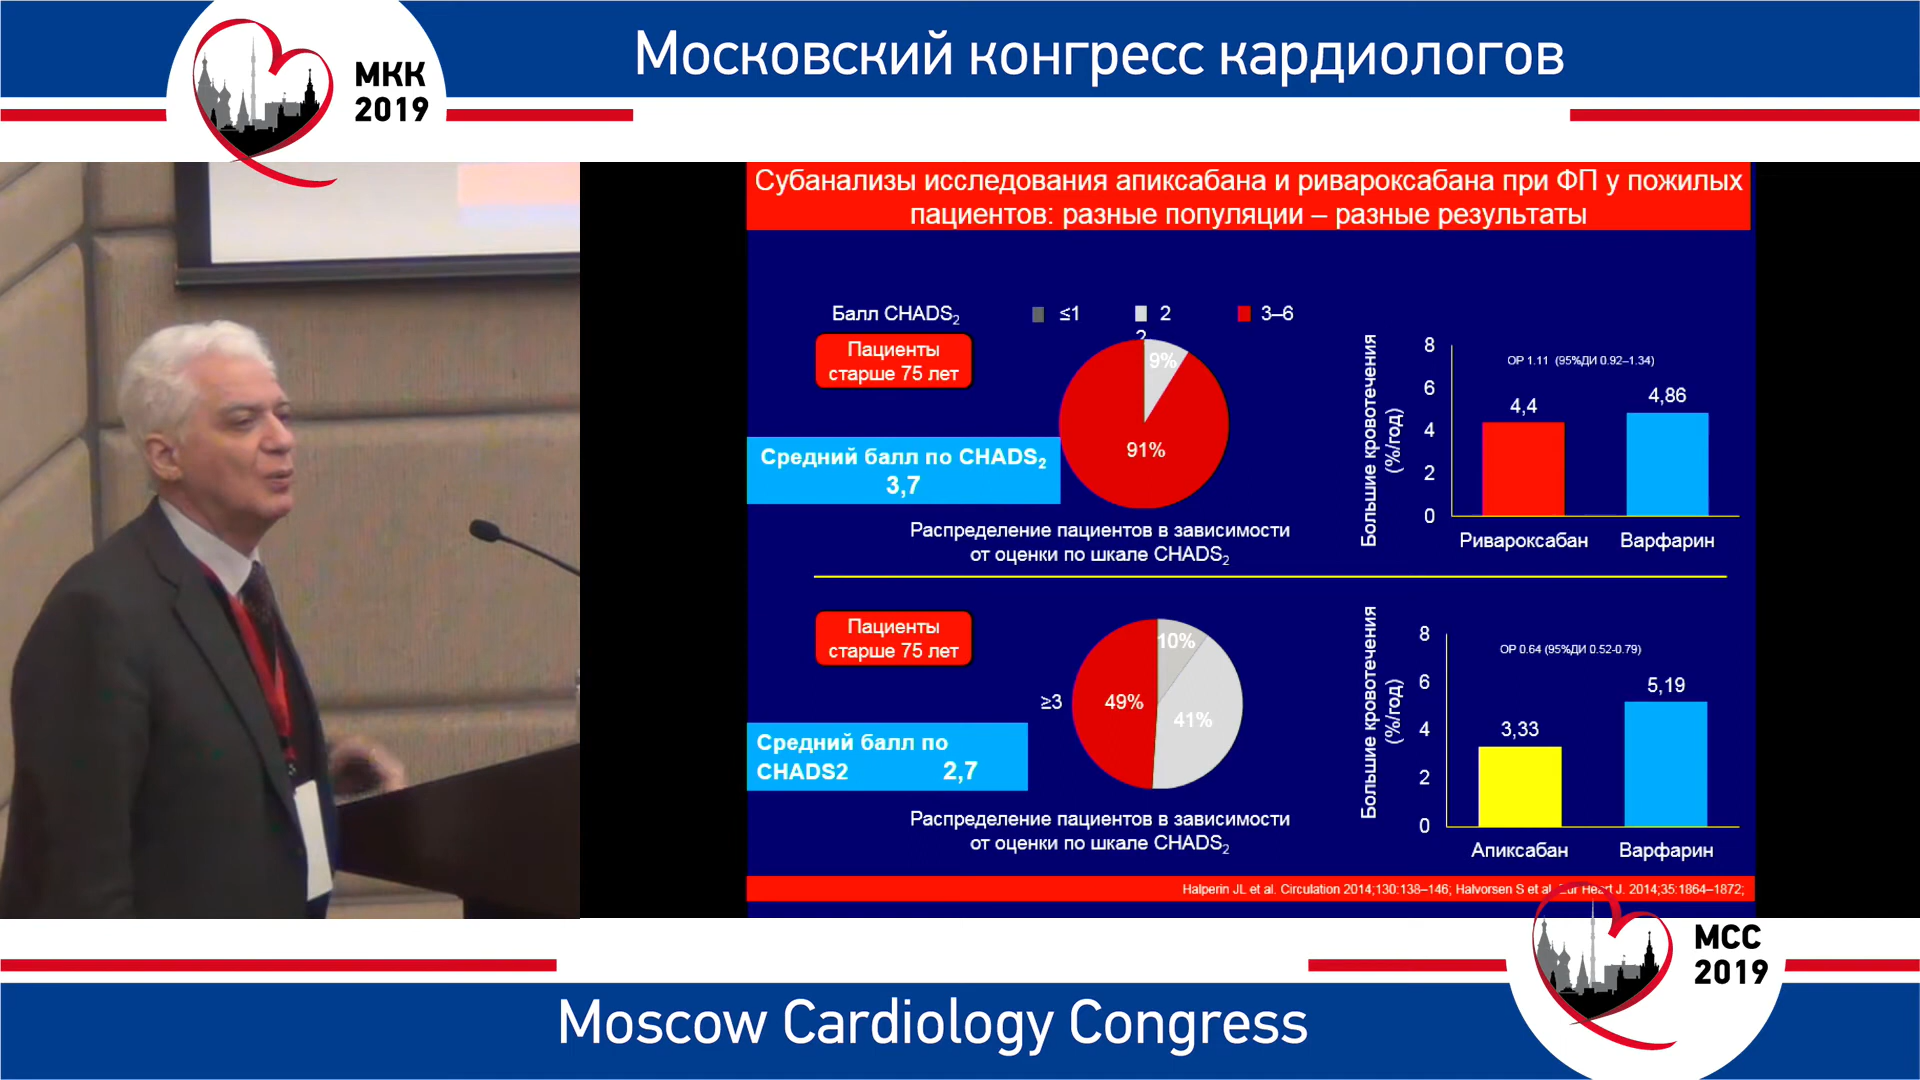 Московский конгресс кардиологов
МКК
2019
Субанализы исследования апиксабана и ривароксабана при ФП у пожилых
пациентов: разные популяции – разные результаты
Балл CHADS2
≤1
2
3–6
Пациенты
старше 75 лет
2
9%
91%
Средний балл по CHADS2
3,7
Распределение пациентов в зависимости
от оценки по шкале CHADS2
Большие кровотечения
(%/год)
8
6
4
2
0
ОР 1.11 (95%ДИ 0.92–1.34)
4,4
4,86
Ривароксабан
Варфарин
Пациенты
старше 75 лет
≥3
10%
49%
41%
Средний балл по
CHADS2 2,7
Распределение пациентов в зависимости
от оценки по шкале CHADS2
Большие кровотечения
(%/год)
8
6
4
2
0
ОР 0.64 (95%ДИ 0.52-0.79)
3,33
5,19
Апиксабан
Варфарин
Halperin JL et al. Circulation 2014;130:138–146; Halvorsen S et al. Eur Heart J. 2014;35:1864–1872;
МСС
2019
Moscow Cardiology Congress